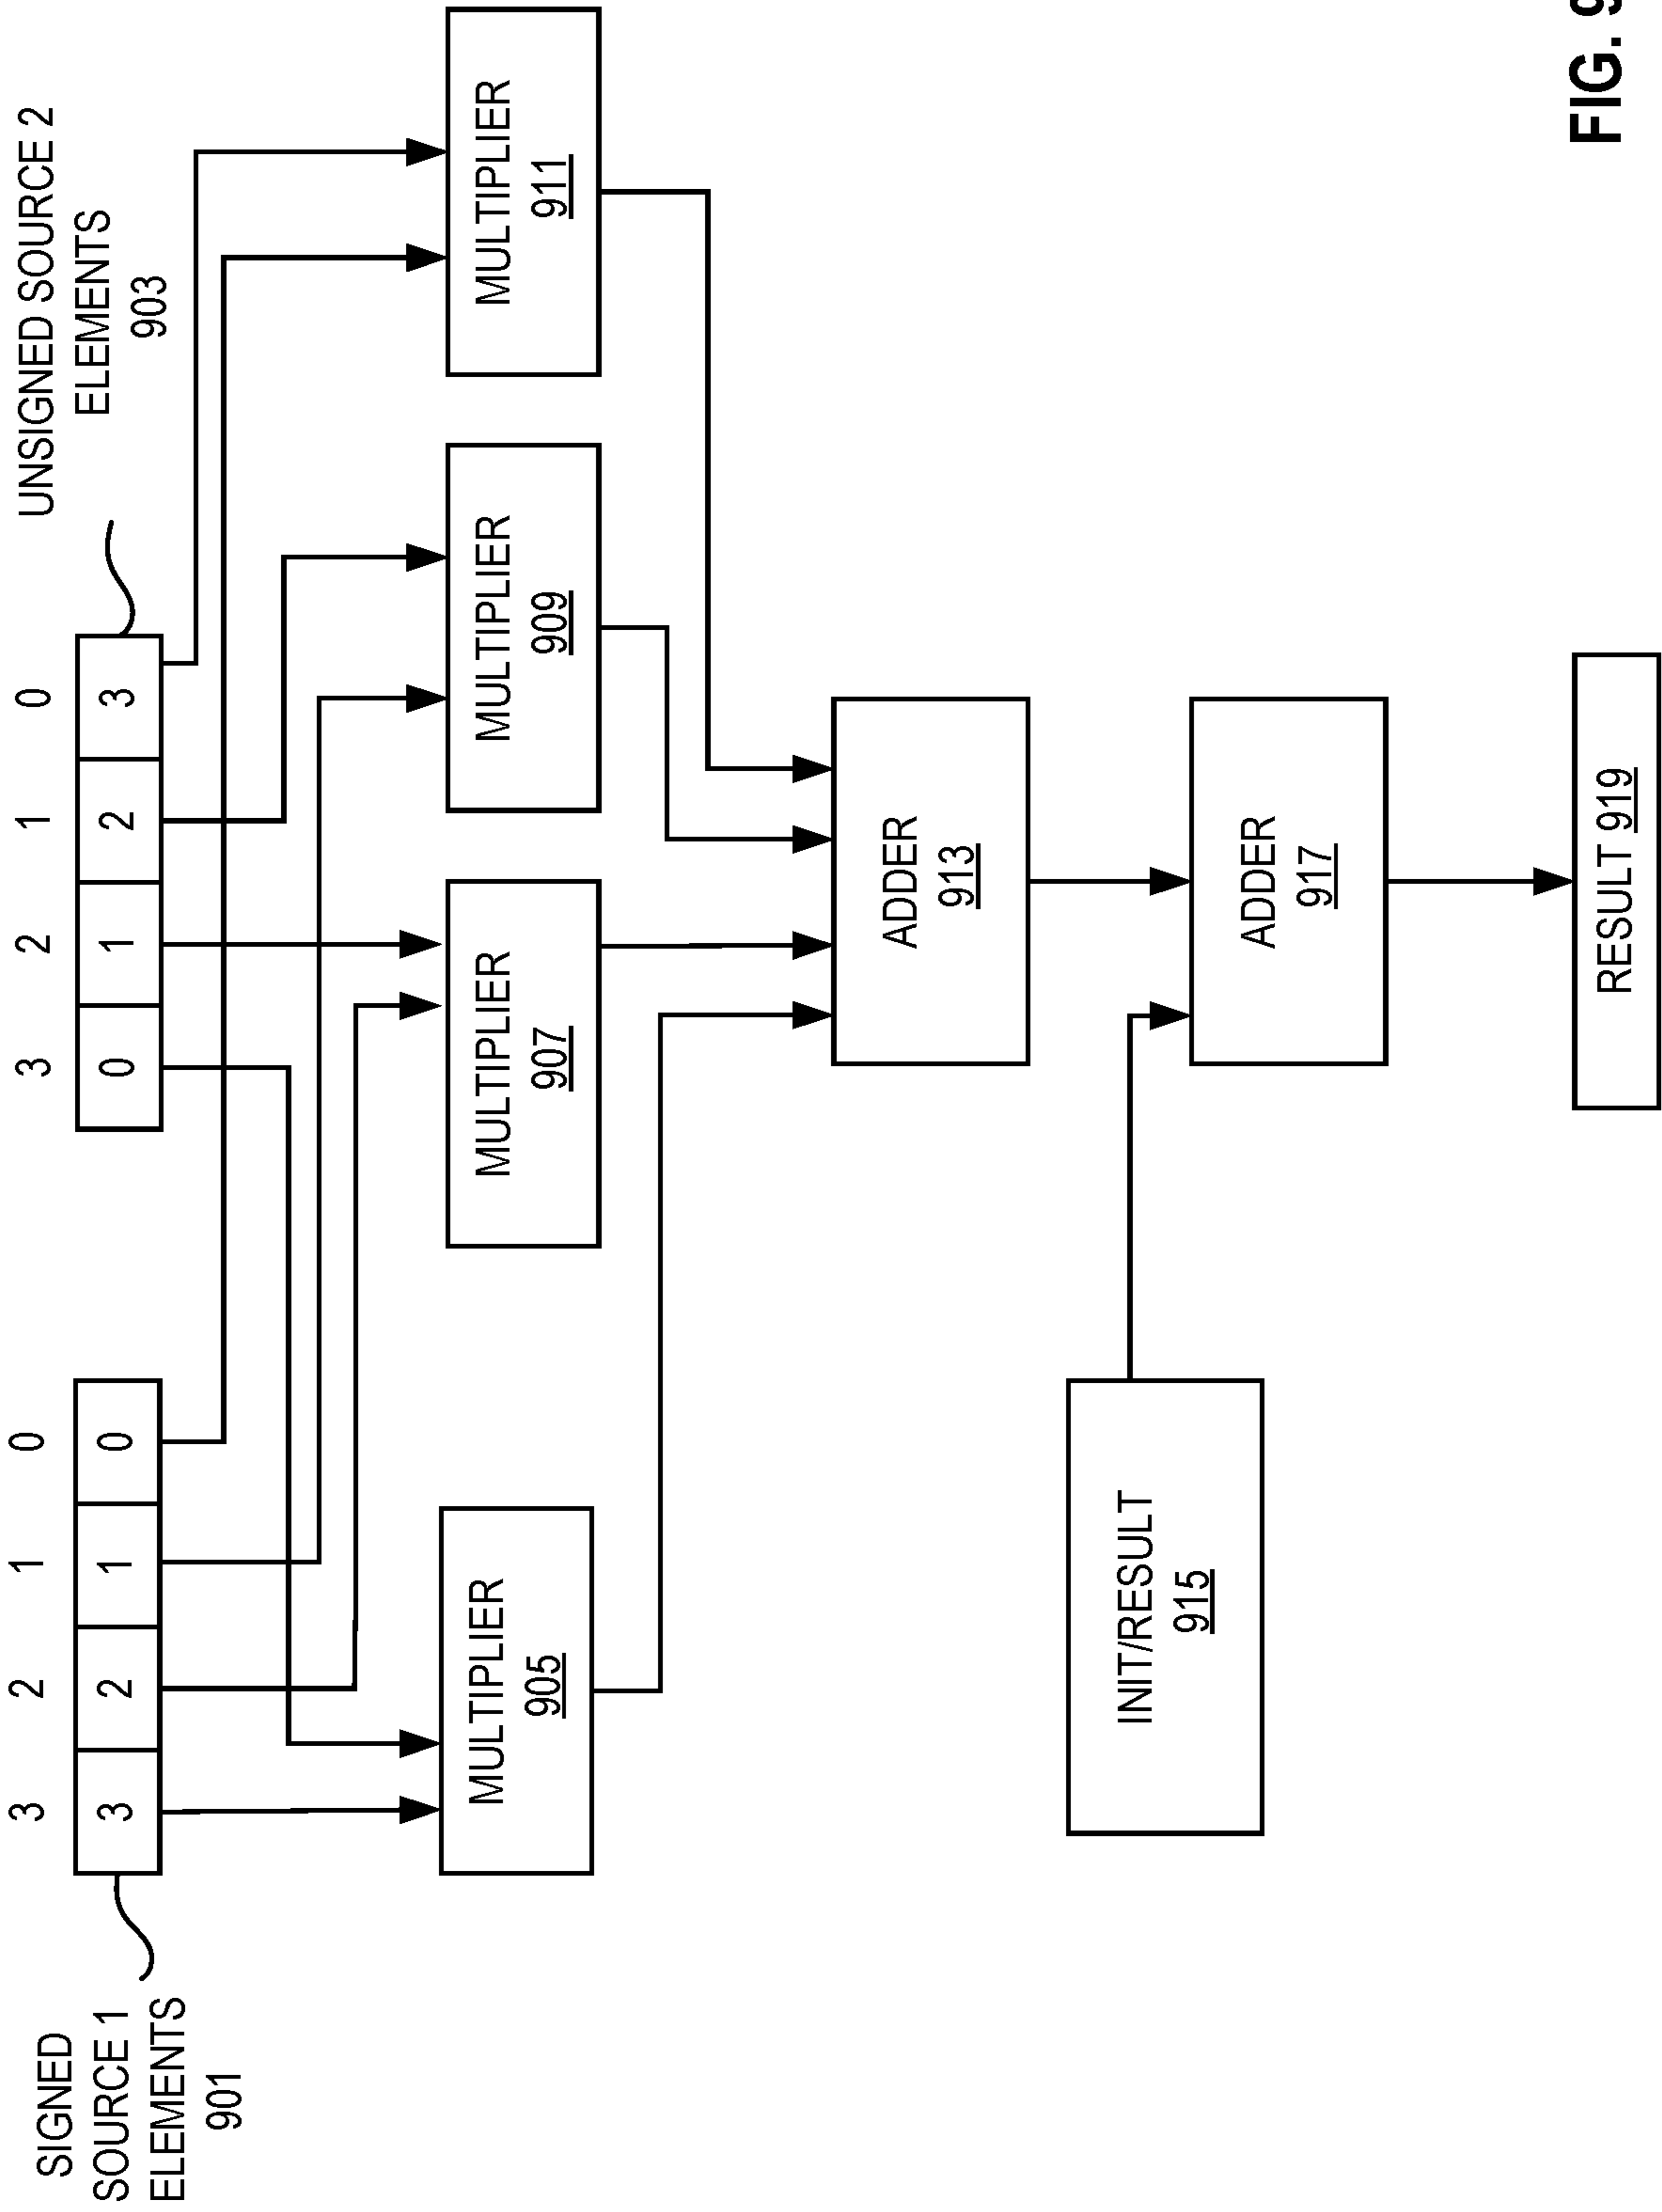 SIGNED
SOURCE 1
ELEMENTS
901
3 2 1 0
3 2 1 0
UNSIGNED SOURCE 2
ELEMENTS
903
3 2 1 0
0 1 2 3
MULTIPLIER
905
MULTIPLIER
907
MULTIPLIER
909
MULTIPLIER
911
ADDER
913
INIT/RESULT
915
ADDER
917
RESULT 919
FIG. 9